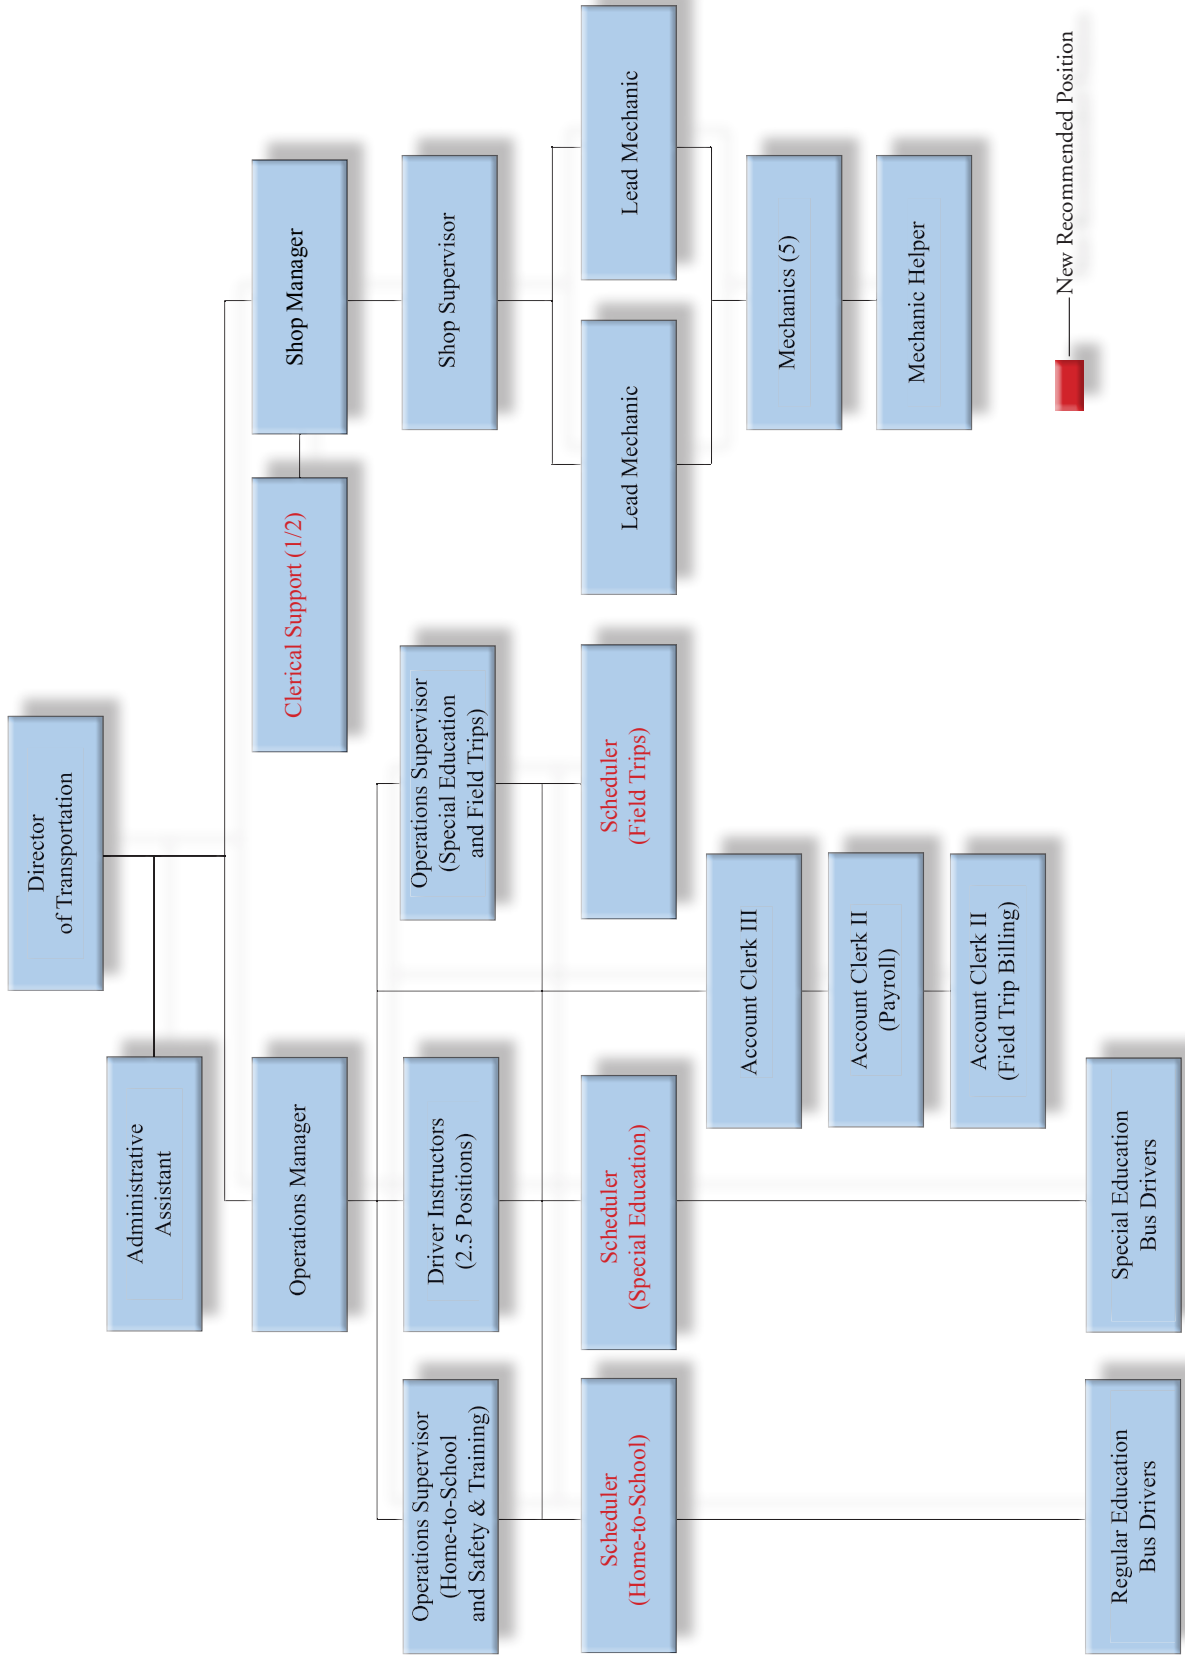 Director
of Transportation
Administrative
Assistant
Operations Manager
Clerical Support (1/2)
Shop Manager
Operations Supervisor
(Home-to-School
and Safety & Training)
Driver Instructors
(2.5 Positions)
Operations Supervisor
(Special Education
and Field Trips)
Shop Supervisor
Scheduler
(Home-to-School)
Scheduler
(Special Education)
Scheduler
(Field Trips)
Lead Mechanic
Lead Mechanic
Account Clerk III
Mechanics (5)
Account Clerk II
(Payroll)
Mechanic Helper
Account Clerk II
(Field Trip Billing)
Regular Education
Bus Drivers
Special Education
Bus Drivers
New Recommended Position